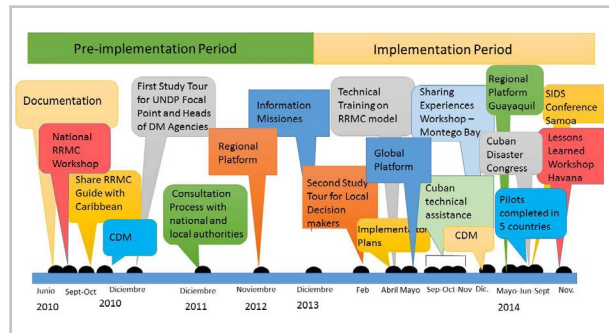 Pre-implementation Period
Implementation Period
Documentation
National
RRMC
Workshop
Share RRMC
Guide with
Caribbean
CDM
First Study Tour
for UNDP Focal
Point and Heads
of DM Agencies
Consultation
Process with
national and
local authorities
Regional
Platform
Information
Missiones
Second Study
Tour for Local
Decision
makers
Technical
Training on
RRMC model
Implementation
Plans
Global
Platform
Sharing
Experiences
Workshop –
Montego Bay
Cuban
technical
assistance
CDM
Regional
Platform
Guayaquil
Cuban
Disaster
Congress
Pilots
completed in
5 countries
SIDS
Conference
Samoa
Lessons
Learned
Workshop
Havana
Junio
2010
Sept-Oct
2010
Diciembre
Diciembre
2011
Noviembre
2012
Diciembre
2013
Feb
Abril
Mayo
Sep-Oct-Nov
Dic.
Mayo-Jun-Sept
2014
Nov.